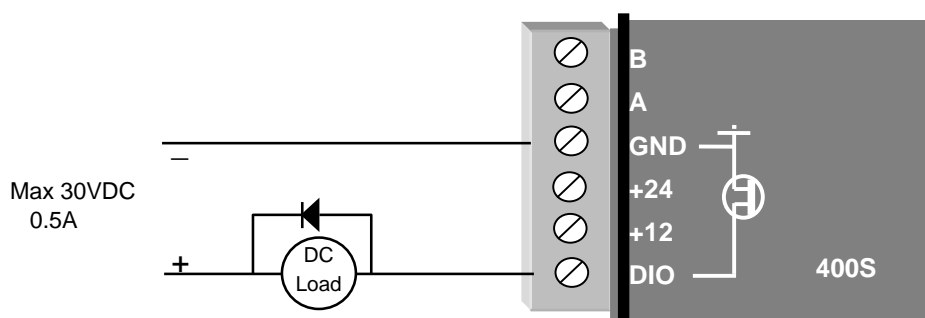 B
A
GND
+24
+12
DIO
400S
–
Max 30VDC
0.5A
+
DC
Load